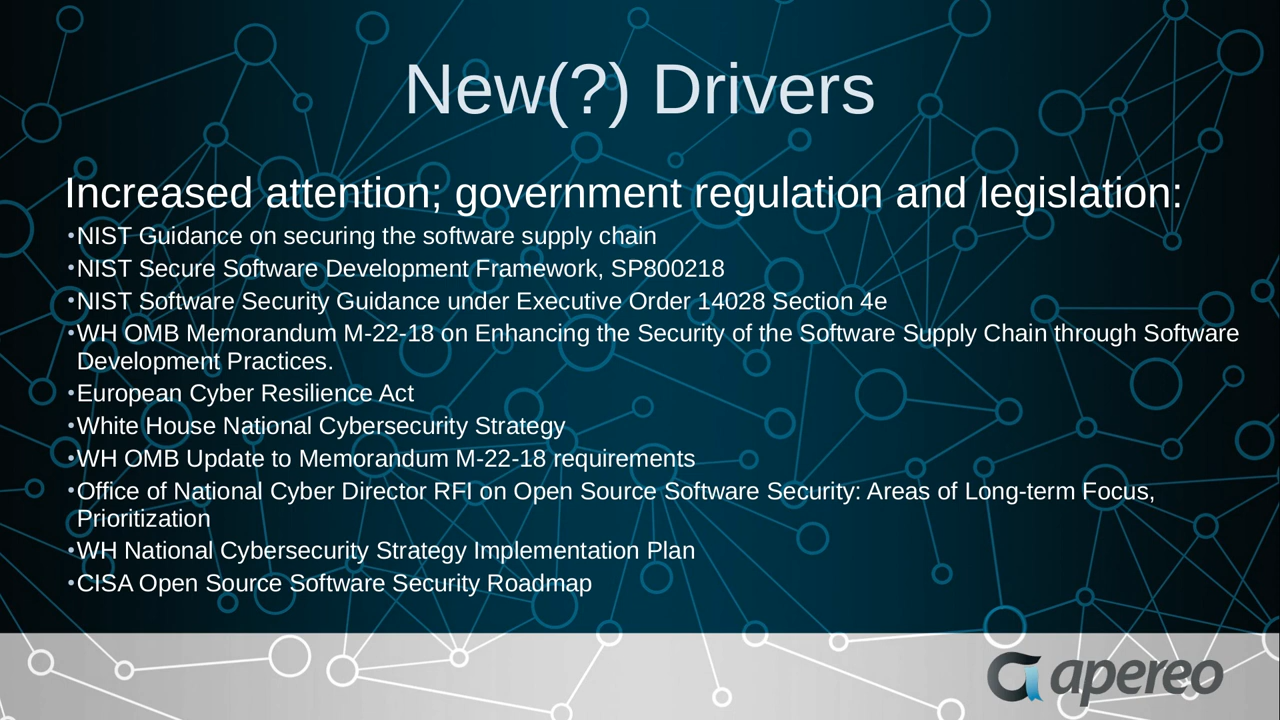 New(?) Drivers
Increased attention; government regulation and legislation:
•NIST Guidance on securing the software supply chain
•NIST Secure Software Development Framework, SP800218
•NIST Software Security Guidance under Executive Order 14028 Section 4e
•WH OMB Memorandum M-22-18 on Enhancing the Security of the Software Supply Chain through Software
Development Practices.
•European Cyber Resilience Act
•White House National Cybersecurity Strategy
•WH OMB Update to Memorandum M-22-18 requirements
•Office of National Cyber Director RFI on Open Source Software Security: Areas of Long-term Focus,
Prioritization
•WH National Cybersecurity Strategy Implementation Plan
•CISA Open Source Software Security Roadmap
apereo